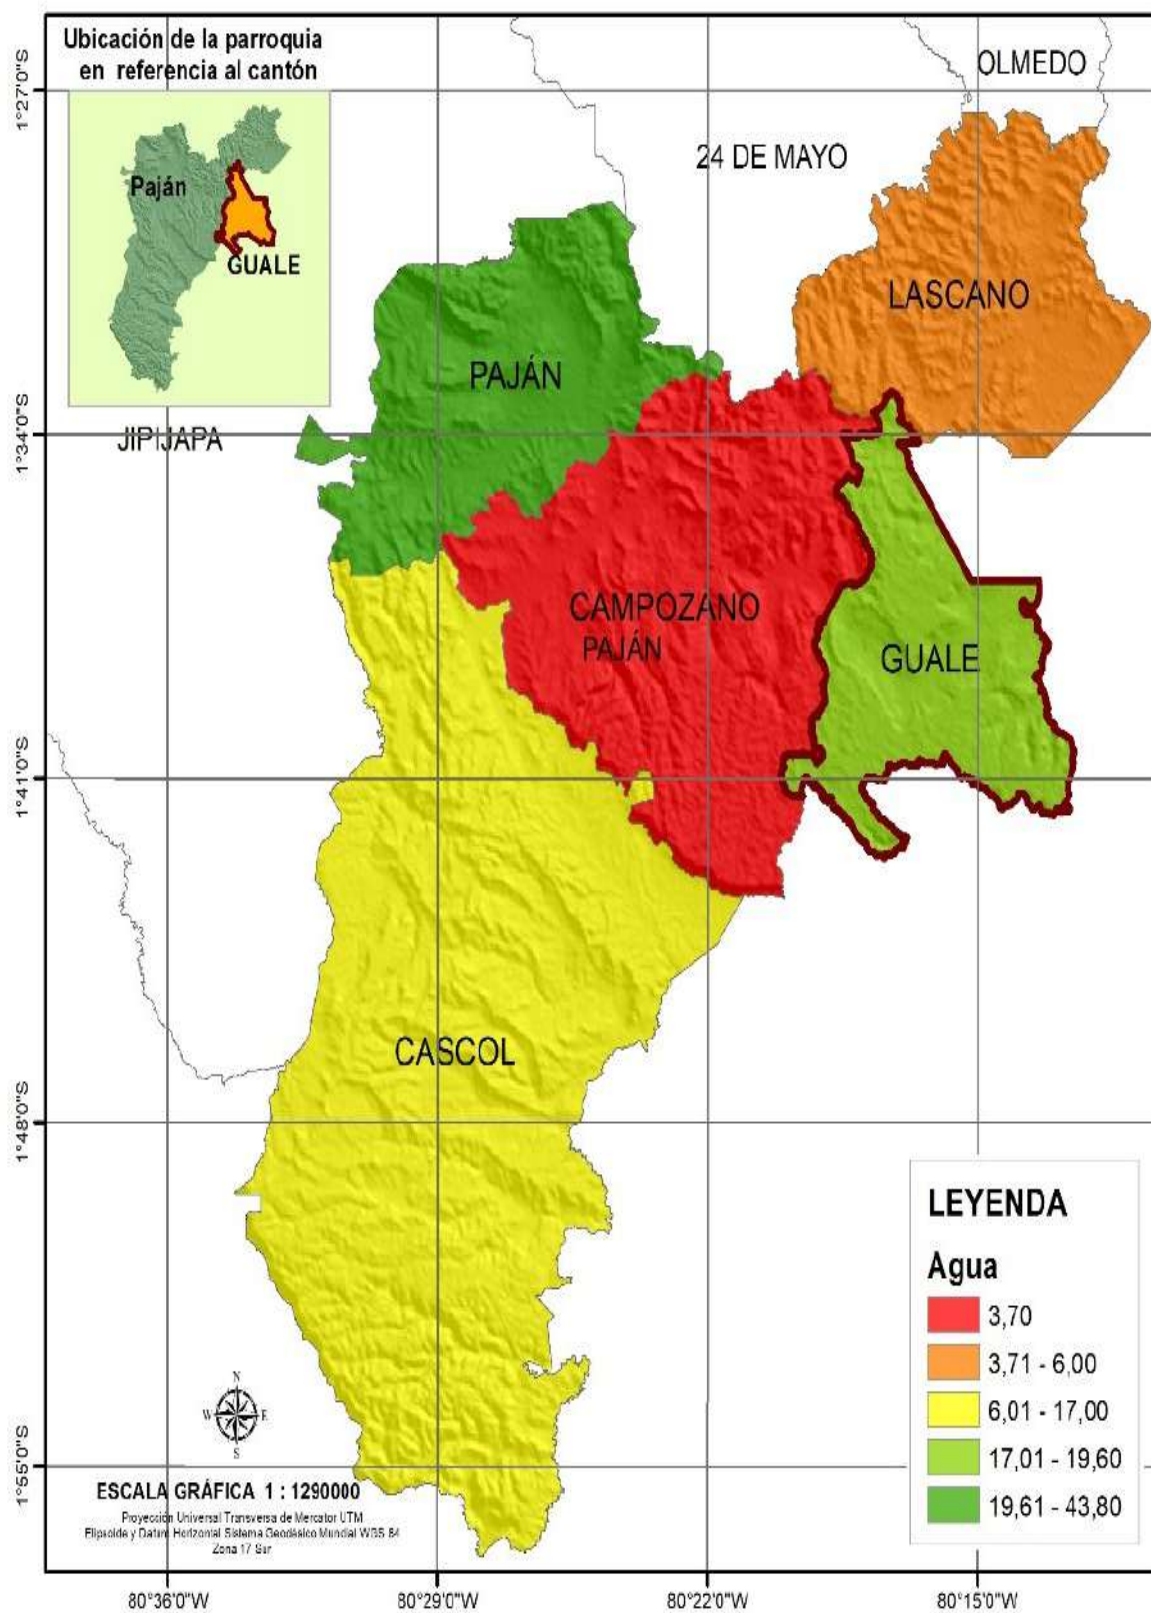 Ubicación de la parroquia
en referencia al cantón
Paján
GUALE
OLMEDO
24 DE MAYO
LASCANO
PAJÁN
JIPIJAPA
CAMPOZANO
PAJÁN
GUALE
CASCOL
1°27'0"S
1°34'0"S
1°41'0"S
1°48'0"S
1°55'0"S
LEYENDA
Agua
3,70
3,71 - 6,00
6,01 - 17,00
17,01 - 19,60
19,61 - 43,80
N
W E
S
ESCALA GRÁFICA 1 : 1290000
Proyección Universal Transversa de Mercator UTM
Elipsoide y Datum Horizontal Sistema Geodésico Mundial WGS 84
Zona 17 Sur
80°36'0"W 80°29'0"W 80°22'0"W 80°15'0"W